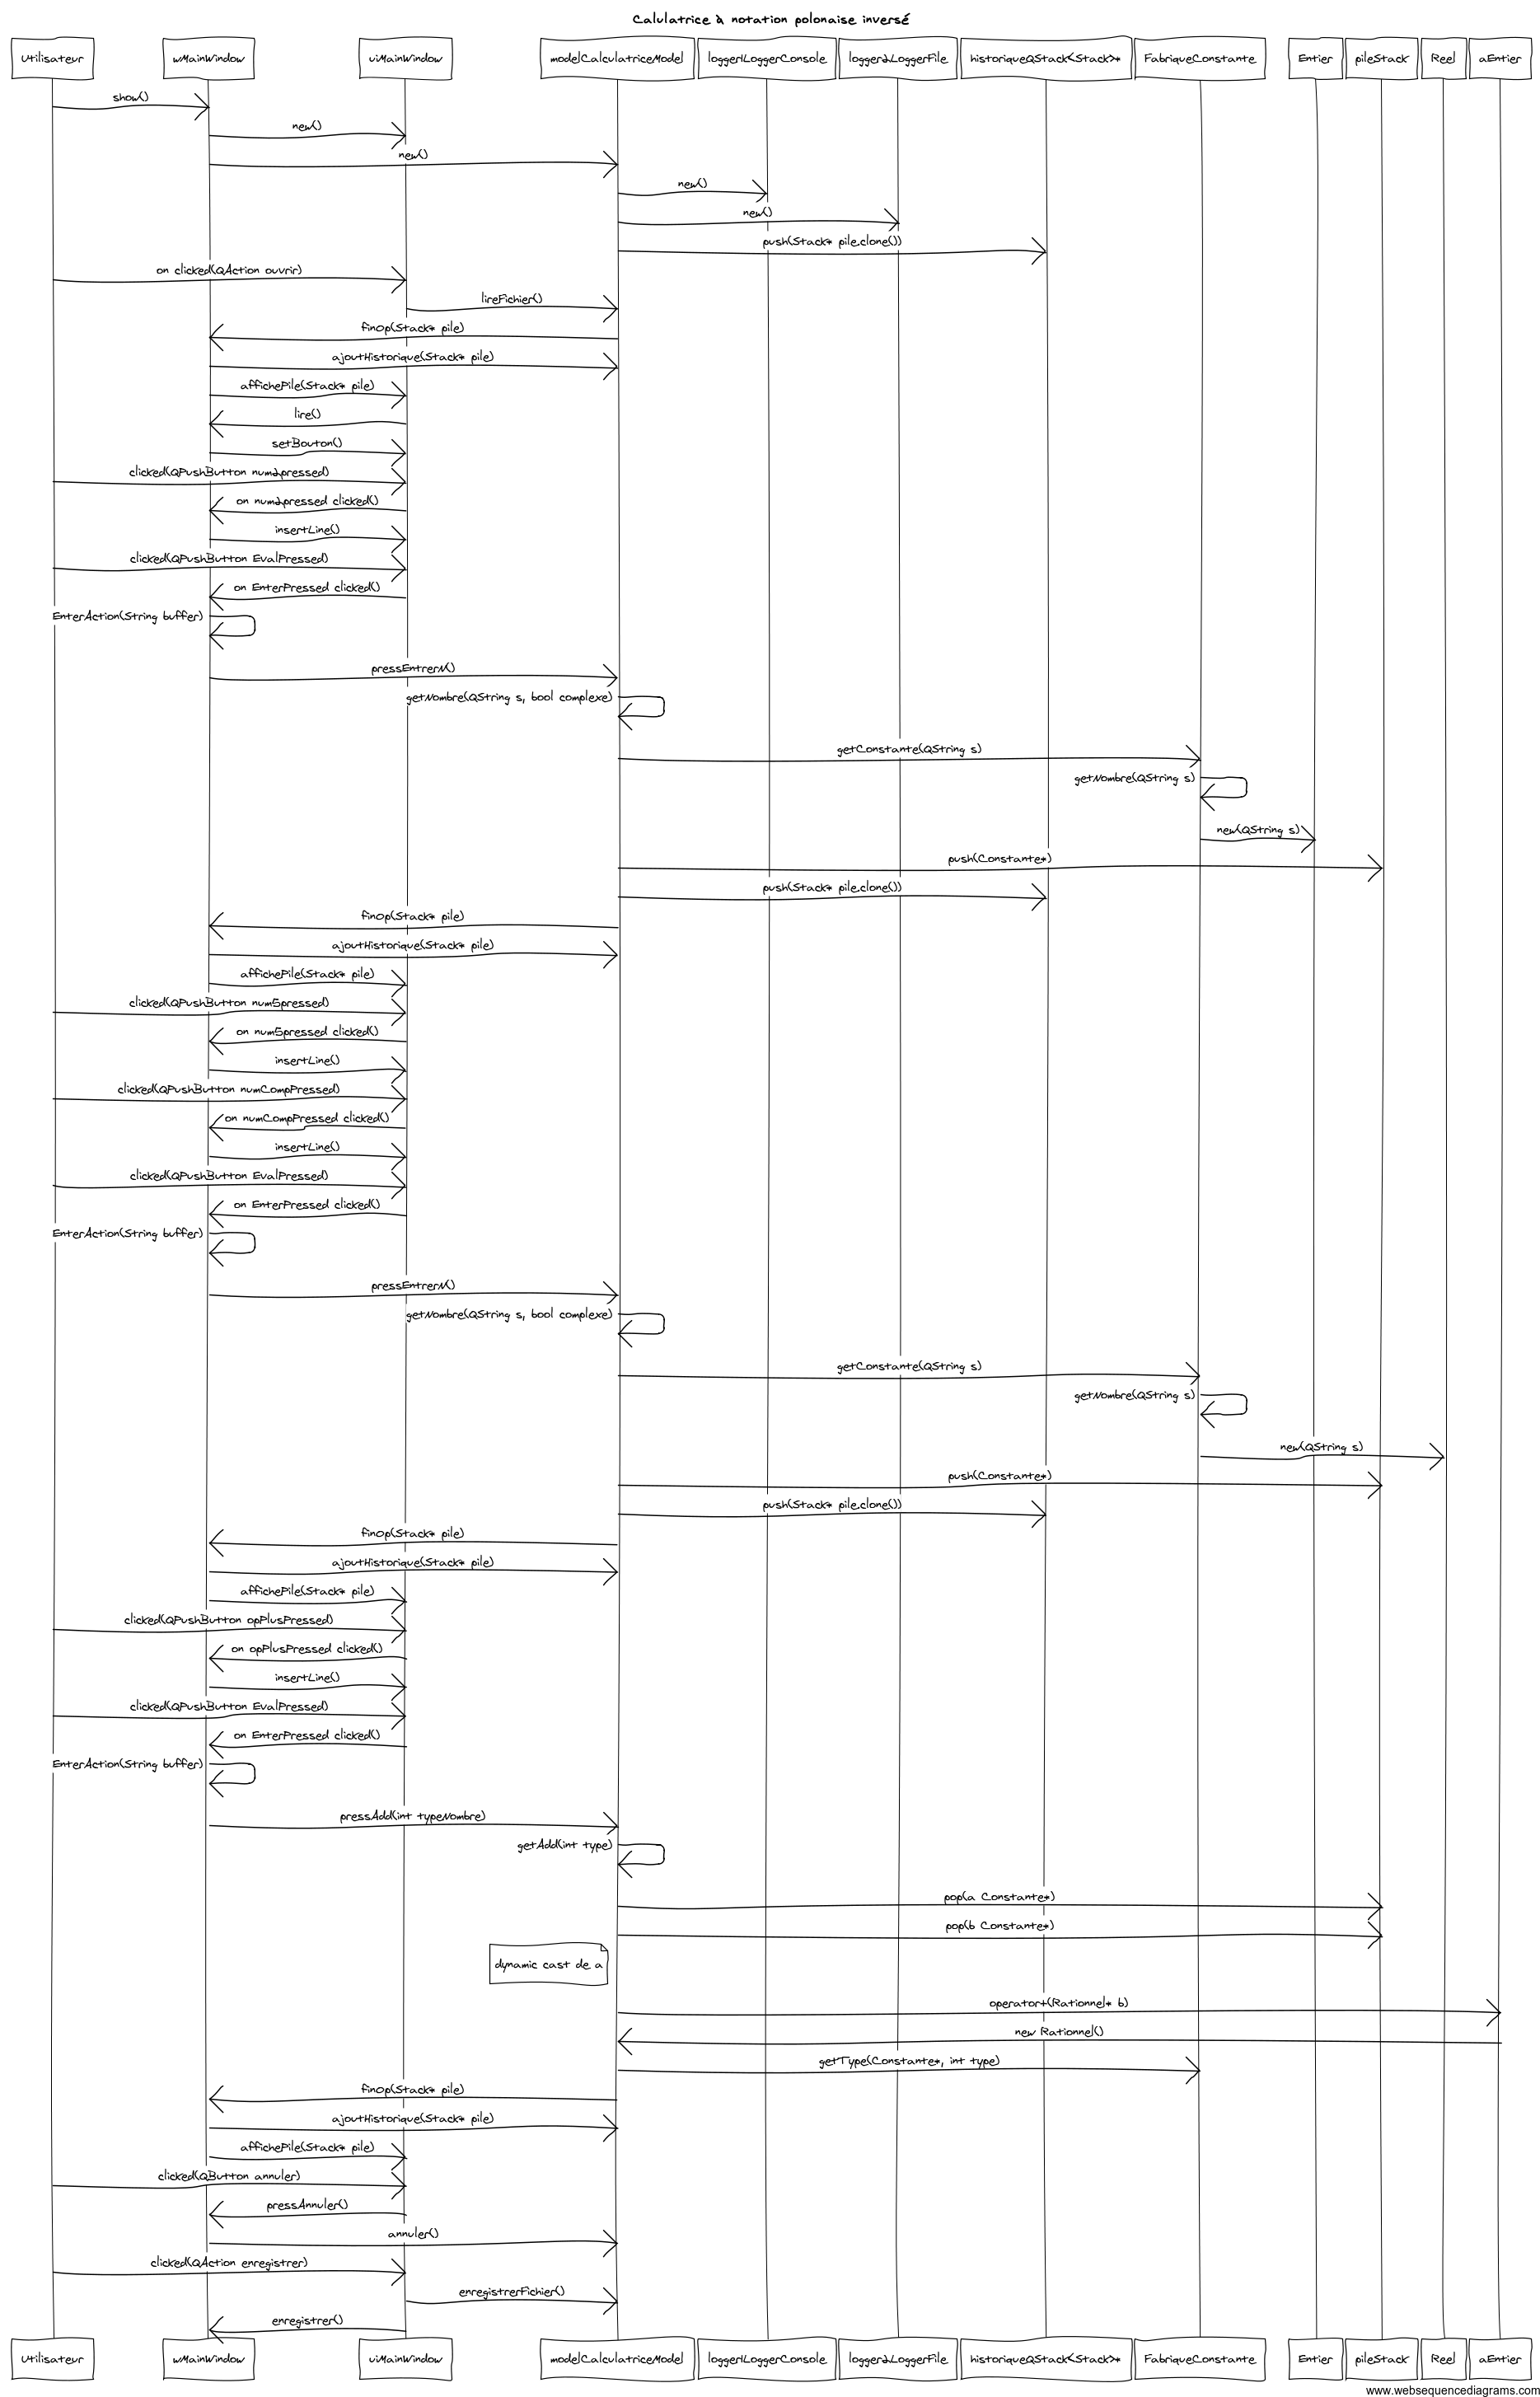 Calulatrice à notation polonaise inversé
Utilisateur
wMainWindow
uiMainWindow
modelCalculatriceModel
logger1LoggerConsole
logger2LoggerFile
historiqueQStack<Stack>*
FabriqueConstante
Entier
pileStack
Reel
aEntier
show()
new()
new()
new()
new()
push(Stack* pile.clone())
on clicked(QAction ouvrir)
lireFichier()
finOp(Stack* pile)
ajoutHistorique(Stack* pile)
affichePile(Stack* pile)
lire()
setBouton()
clicked(QPushButton num2pressed)
on num2pressed clicked()
insertLine()
clicked(QPushButton EvalPressed)
on EnterPressed clicked()
EnterAction(String buffer)
pressEntrerN()
getNombre(QString s, bool complexe)
getConstante(QString s)
getNombre(QString s)
new(QString s)
push(Constante*)
push(Stack* pile.clone())
finOp(Stack* pile)
ajoutHistorique(Stack* pile)
affichePile(Stack* pile)
clicked(QPushButton num5pressed)
on num5pressed clicked()
insertLine()
clicked(QPushButton numCompPressed)
on numCompPressed clicked()
insertLine()
clicked(QPushButton EvalPressed)
on EnterPressed clicked()
EnterAction(String buffer)
pressEntrerN()
getNombre(QString s, bool complexe)
getConstante(QString s)
getNombre(QString s)
new(QString s)
push(Constante*)
push(Stack* pile.clone())
finOp(Stack* pile)
ajoutHistorique(Stack* pile)
affichePile(Stack* pile)
clicked(QPushButton opPlusPressed)
on opPlusPressed clicked()
insertLine()
clicked(QPushButton EvalPressed)
on EnterPressed clicked()
EnterAction(String buffer)
pressAdd(int typeNombre)
getAdd(int type)
pop(a Constante*)
pop(b Constante*)
dynamic cast de a
operator+(Rationnel* b)
new Rationnel()
getType(Constante*, int type)
finOp(Stack* pile)
ajoutHistorique(Stack* pile)
affichePile(Stack* pile)
clicked(QButton annuler)
pressAnnuler()
annuler()
clicked(QAction enregistrer)
enregistrerFichier()
enregistrer()
Utilisateur
wMainWindow
uiMainWindow
modelCalculatriceModel
logger1LoggerConsole
logger2LoggerFile
historiqueQStack<Stack>*
FabriqueConstante
Entier
pileStack
Reel
aEntier
www.websequencediagrams.com